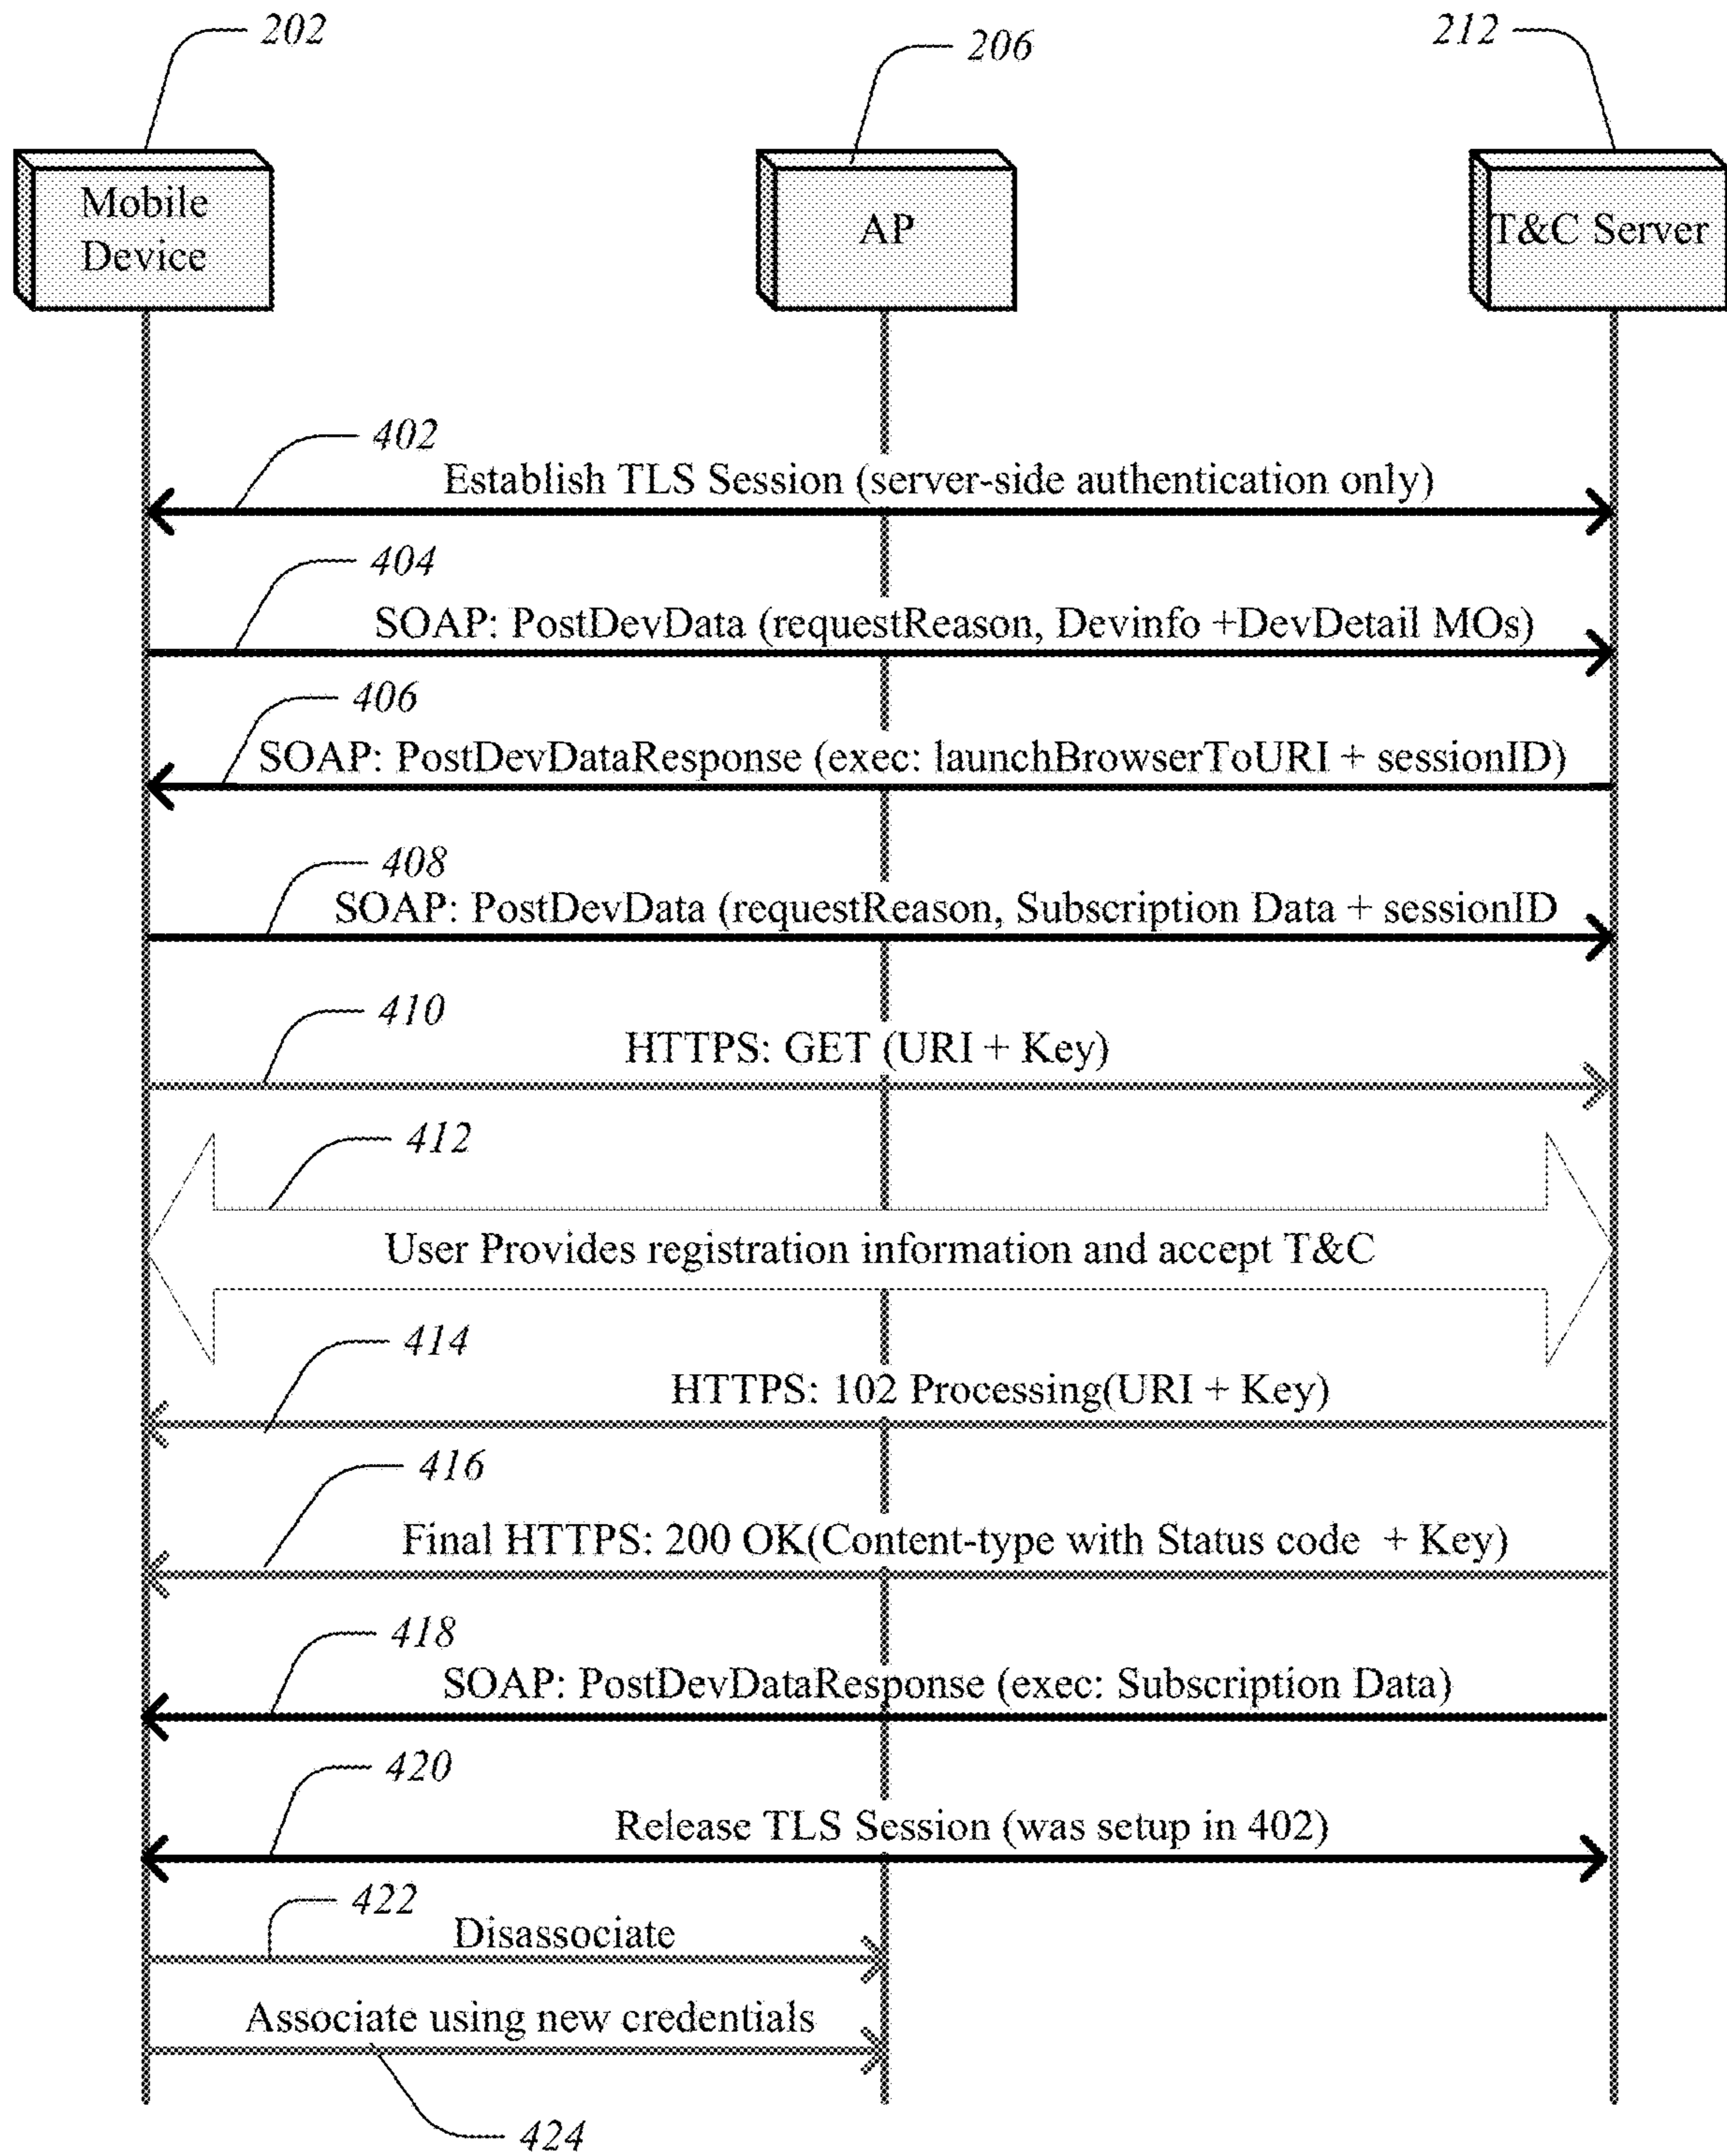 202
206
212
Mobile
Device
AP
T&C Server
402
Establish TLS Session (server-side authentication only)
404
SOAP: PostDevData (requestReason, Devinfo +DevDetail MOs)
406
SOAP: PostDevDataResponse (exec: launchBrowserToURI + sessionID)
408
SOAP: PostDevData (requestReason, Subscription Data + sessionID
410
HTTPS: GET (URI + Key)
412
User Provides registration information and accept T&C
414
HTTPS: 102 Processing(URI + Key)
416
Final HTTPS: 200 OK(Content-type with Status code + Key)
418
SOAP: PostDevDataResponse (exec: Subscription Data)
420
Release TLS Session (was setup in 402)
422
Disassociate
Associate using new credentials
424